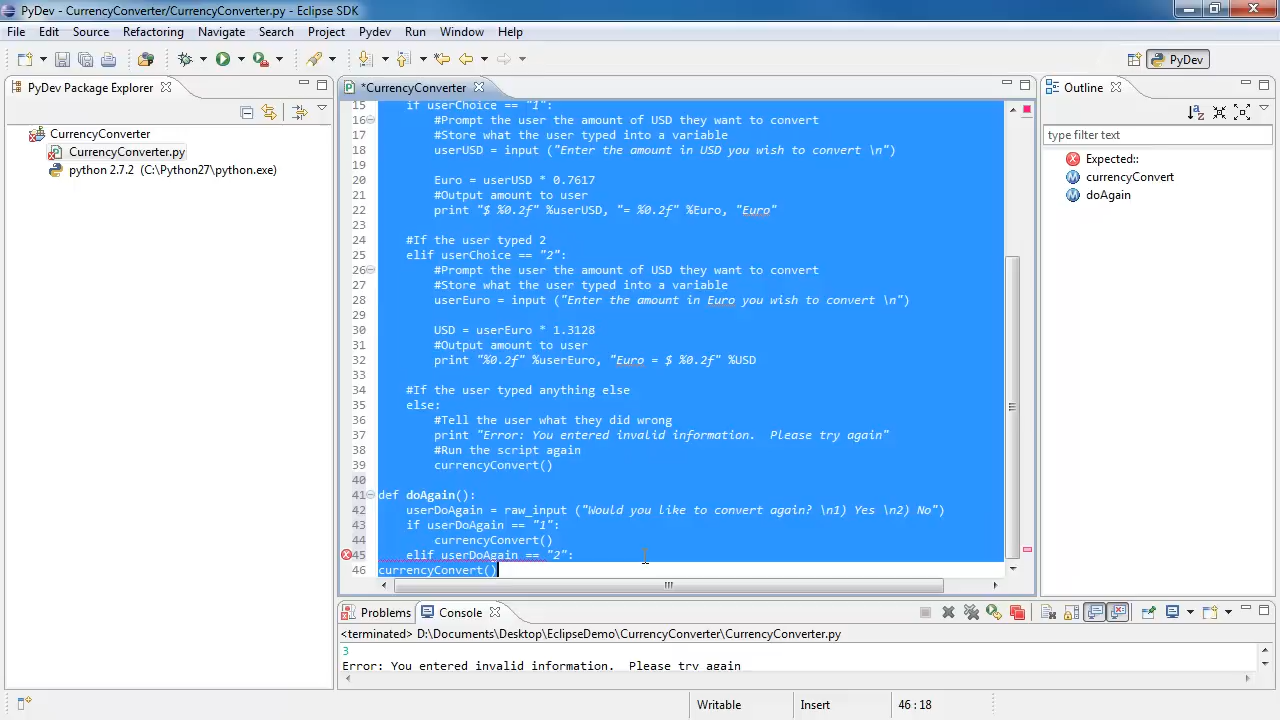 PyDev - CurrencyConverter/CurrencyConverter.py - Eclipse SDK
File Edit Source Refactoring Navigate Search Project Pydev Run Window Help
PyDev
PyDev Package Explorer
CurrencyConverter
CurrencyConverter.py
python 2.7.2 (C:\Python27\python.exe)
*CurrencyConverter
15 if userChoice == "1":
16 #Prompt the user the amount of USD they want to convert
17 #Store what the user typed into a variable
18 userUSD = input ("Enter the amount in USD you wish to convert \n")
19
20 Euro = userUSD * 0.7617
21 #Output amount to user
22 print "$ %0.2f" %userUSD, "= %0.2f" %Euro, "Euro"
23
24 #If the user typed 2
25 elif userChoice == "2":
26 #Prompt the user the amount of USD they want to convert
27 #Store what the user typed into a variable
28 userEuro = input ("Enter the amount in Euro you wish to convert \n")
29
30 USD = userEuro * 1.3128
31 #Output amount to user
32 print "%0.2f" %userEuro, "Euro = $ %0.2f" %USD
33
34 #If the user typed anything else
35 else:
36 #Tell the user what they did wrong
37 print "Error: You entered invalid information.  Please try again"
38 #Run the script again
39 currencyConvert()
40
41 def doAgain():
42 userDoAgain = raw_input ("Would you like to convert again? \n1) Yes \n2) No")
43 if userDoAgain == "1":
44 currencyConvert()
45 elif userDoAgain == "2":
46 currencyConvert()
Outline
type filter text
Expected::
currencyConvert
doAgain
Problems Console
<terminated> D:\Documents\Desktop\EclipseDemo\CurrencyConverter\CurrencyConverter.py
3
Error: You entered invalid information.  Please try again
Writable Insert 46 : 18